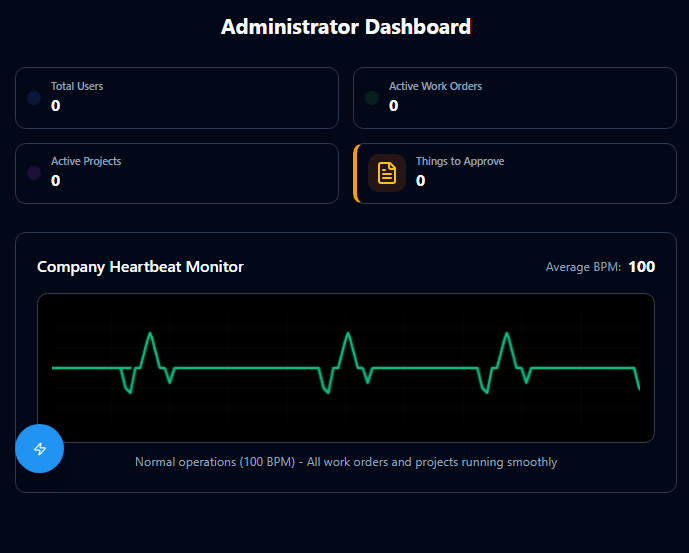 Administrator Dashboard
Total Users
0
Active Work Orders
0
Active Projects
0
Things to Approve
0
Company Heartbeat Monitor
Average BPM: 100
Normal operations (100 BPM) - All work orders and projects running smoothly